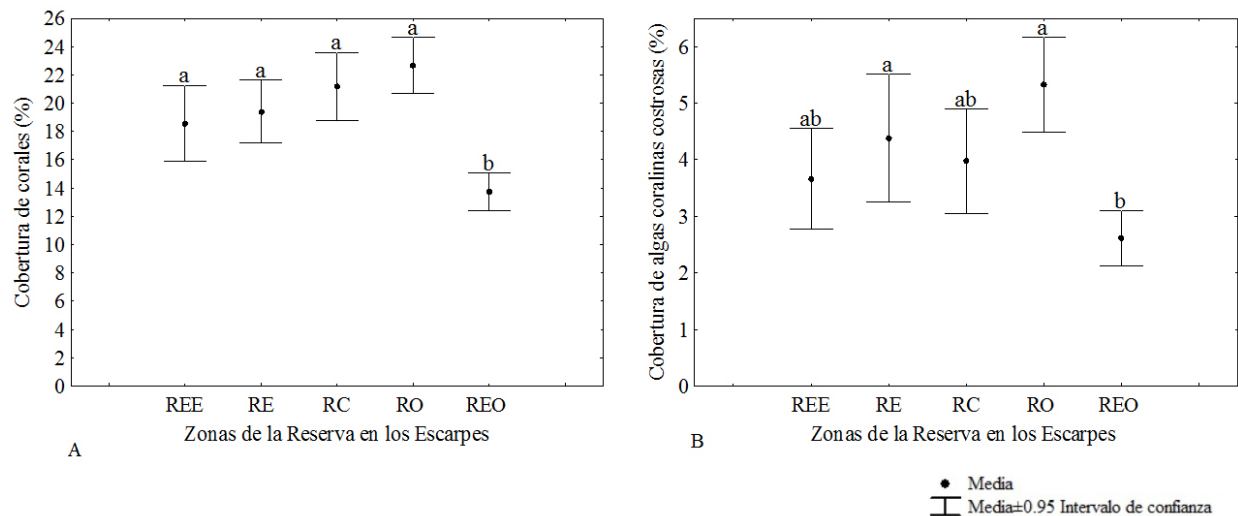 Cobertura de corales (%)
26
24
22
20
18
16
14
12
10
8
6
4
2
0
a
a
a
a
b
REE
RE
RC
RO
REO
Zonas de la Reserva en los Escarpes
A
Cobertura de algas coralinas costrosas (%)
6
5
4
3
2
1
0
ab
a
ab
a
b
REE
RE
RC
RO
REO
Zonas de la Reserva en los Escarpes
B
Media
Media±0.95 Intervalo de confianza